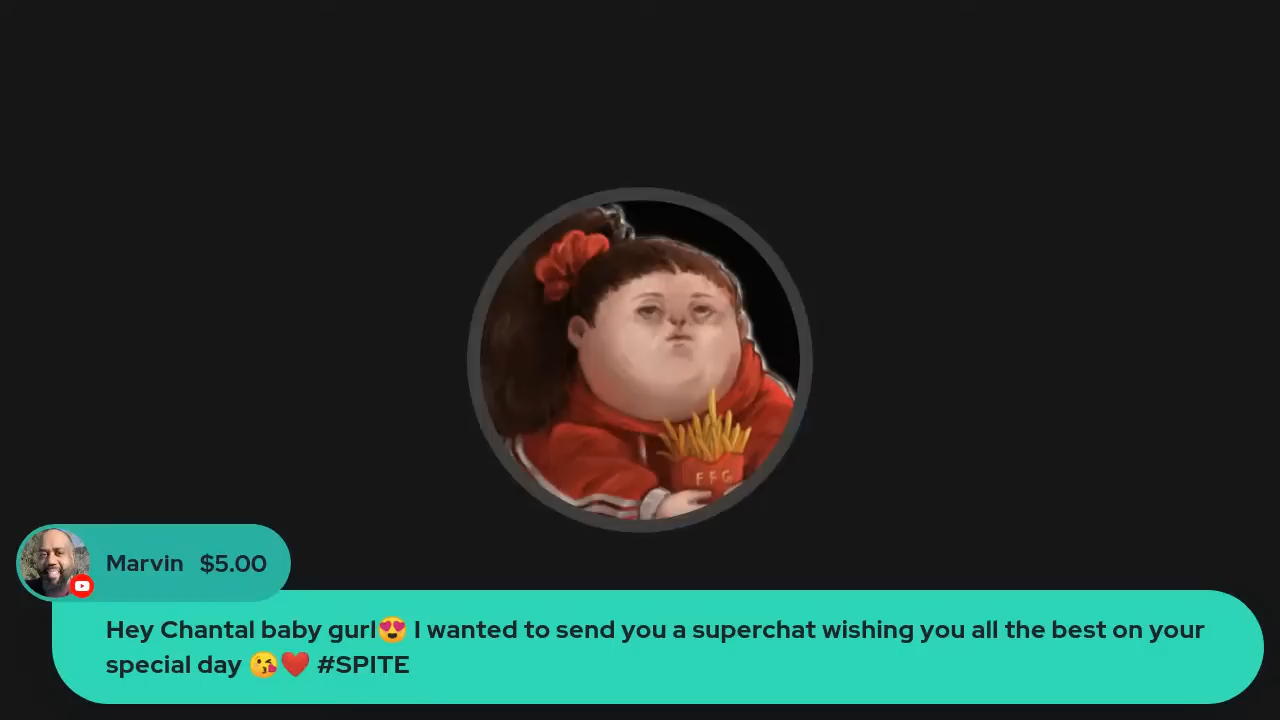 FFG
Marvin $5.00
Hey Chantal baby gurl😍 I wanted to send you a superchat wishing you all the best on your
special day 😘❤️ #SPITE